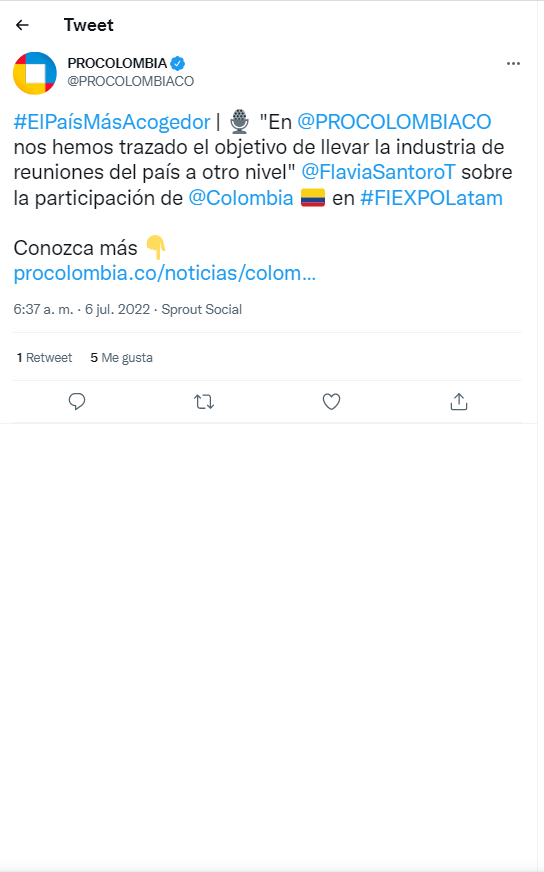 Tweet
PROCOLOMBIA
@PROCOLOMBIACO
#ElPaísMásAcogedor | 🎙 "En @PROCOLOMBIACO
nos hemos trazado el objetivo de llevar la industria de
reuniones del país a otro nivel" @FlaviaSantoroT sobre
la participación de @Colombia 🇨🇴 en #FIEXPOLatam
Conozca más 👇
procolombia.co/noticias/colom...
6:37 a. m. · 6 jul. 2022 · Sprout Social
1 Retweet 5 Me gusta